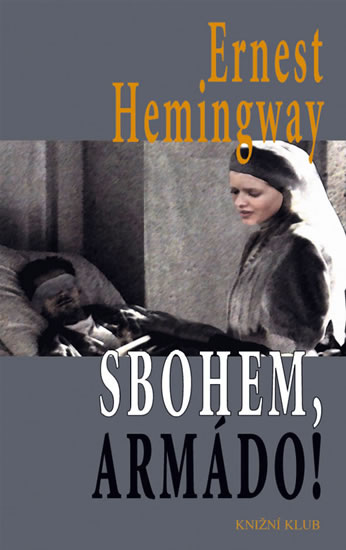 Ernest
Hemingway
SBOHEM,
ARMÁDO!
KNIŽNÍ KLUB